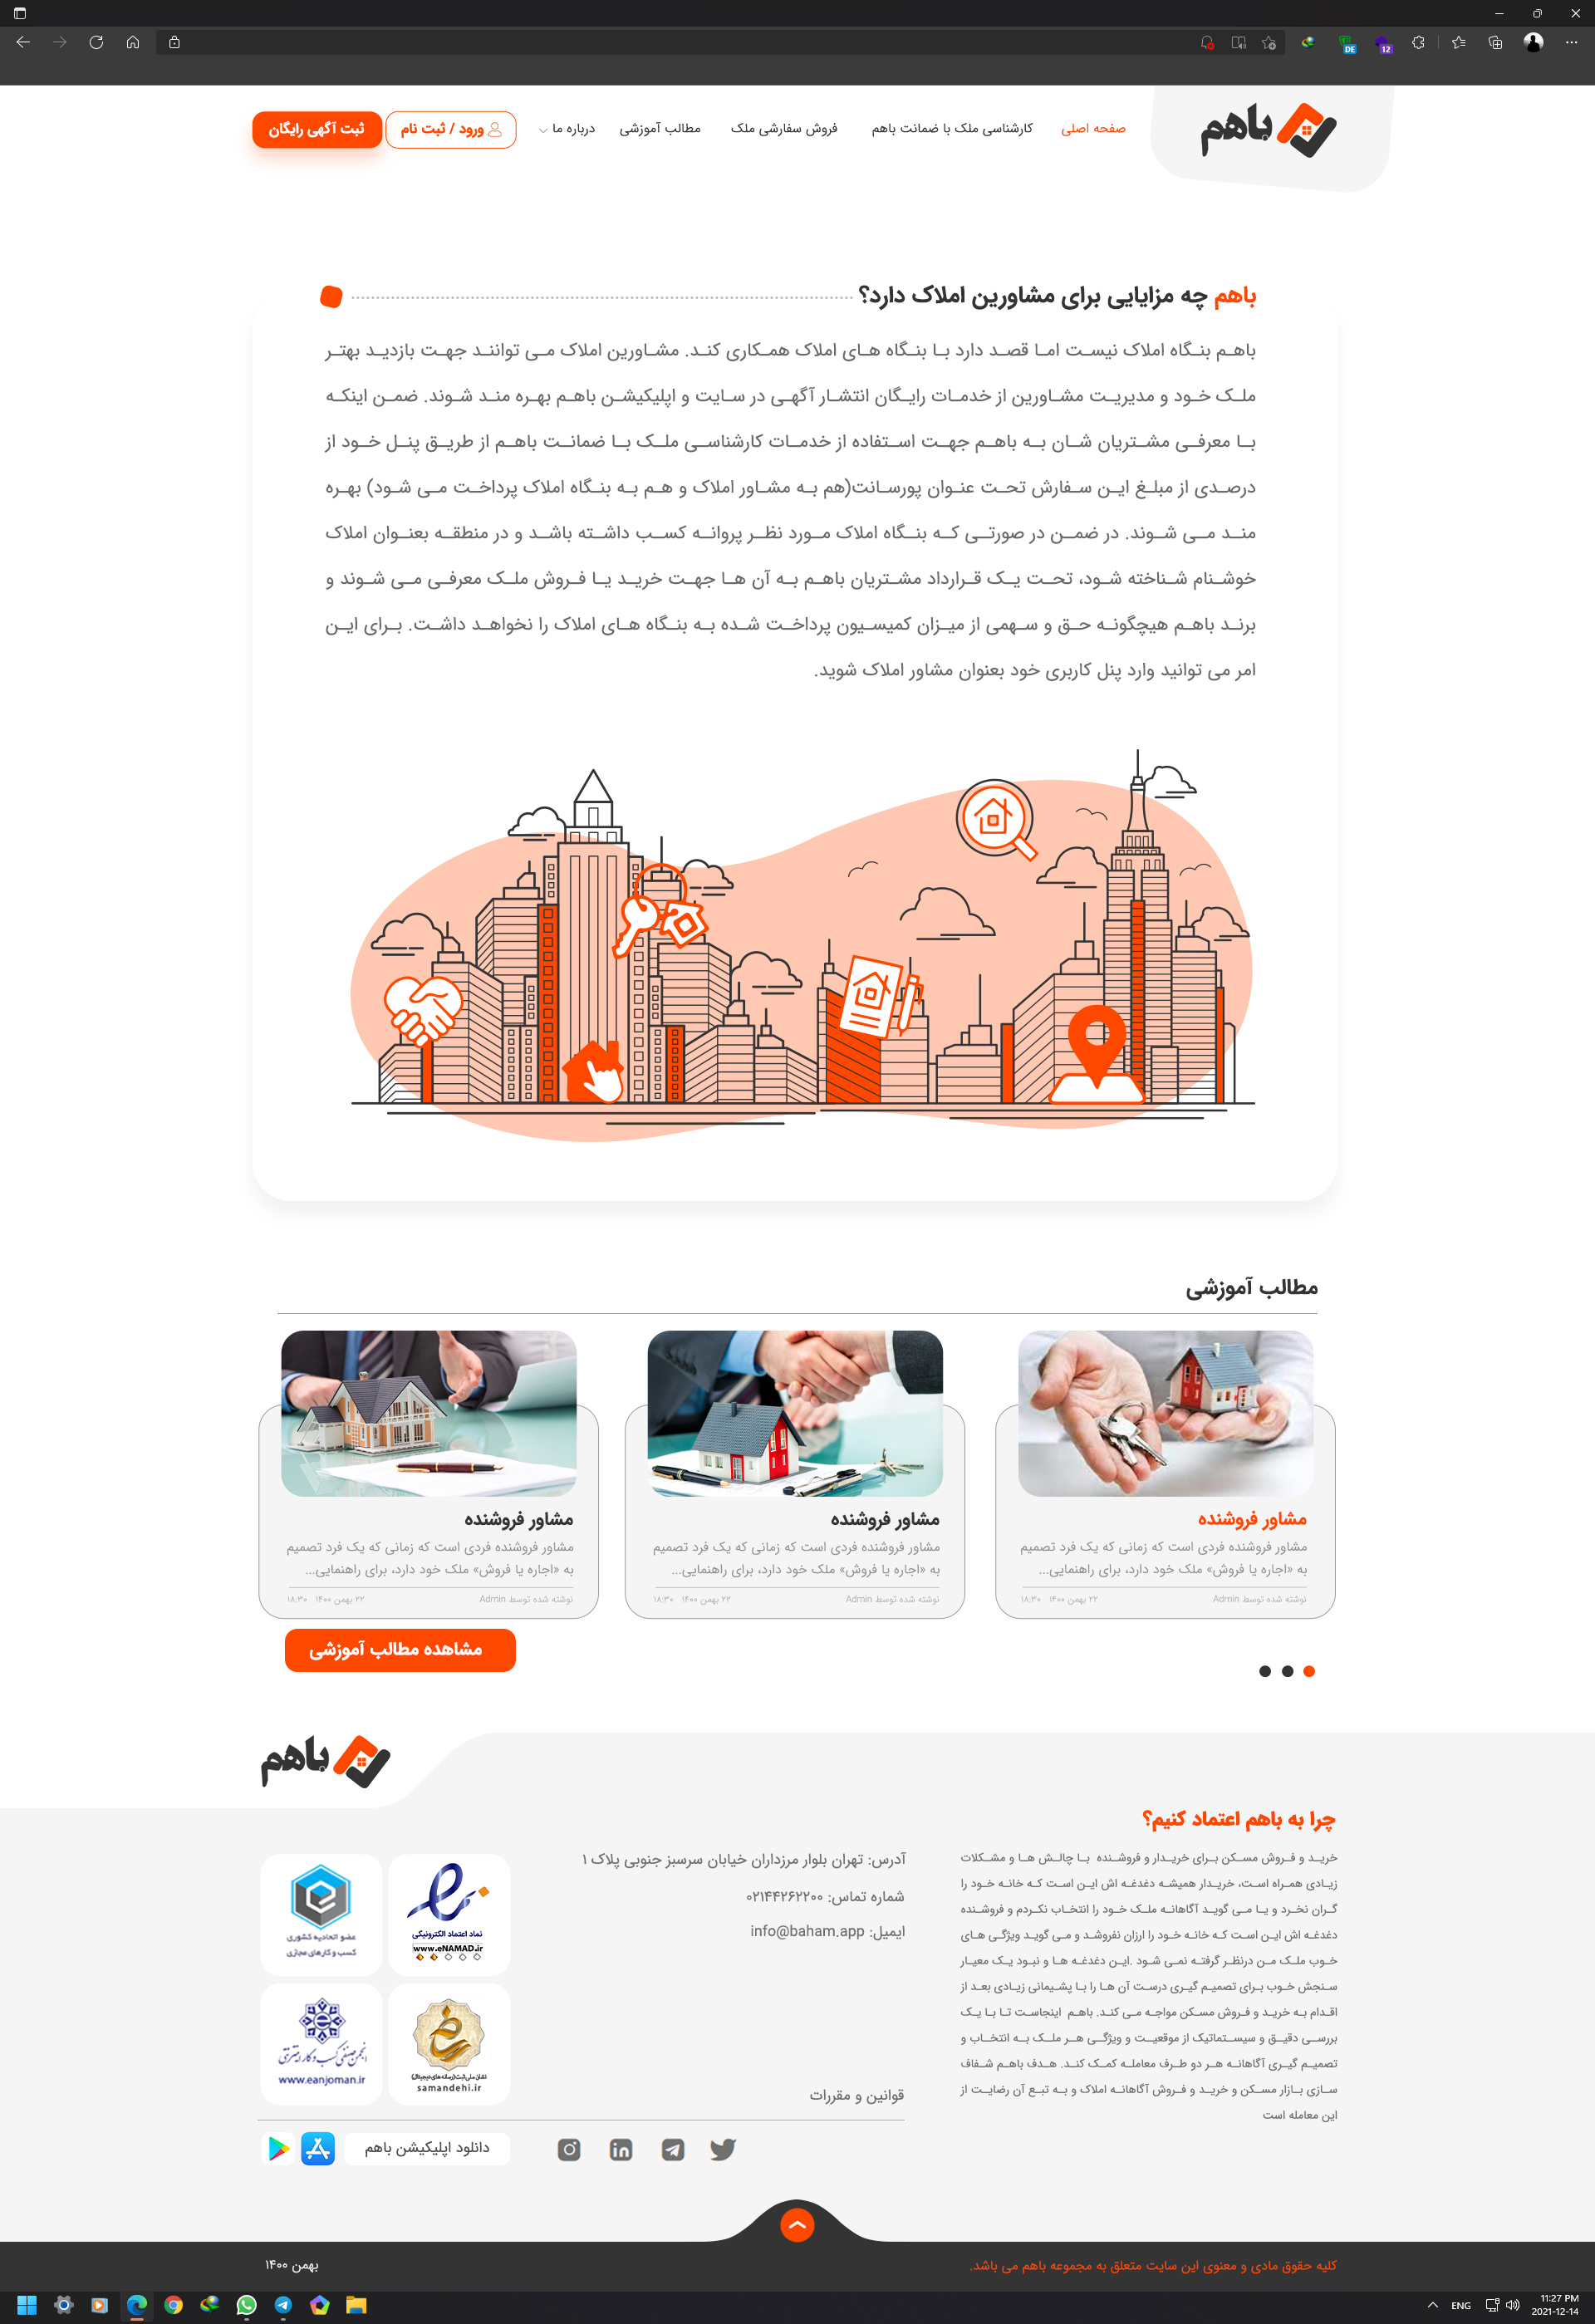 DE
12
باهم
صفحه اصلی
کارشناسی ملک با ضمانت باهم
فروش سفارشی ملک
مطالب آموزشی
درباره ما
ورود / ثبت نام
ثبت آگهی رایگان
باهم چه مزایایی برای مشاورین املاک دارد؟
باهم بنگاه املاک نیست اما قصد دارد با بنگاه های املاک همکاری کند. مشاورین املاک می توانند جهت بازدید بهتر
ملک خود و مدیریت مشاورین از خدمات رایگان انتشار آگهی در سایت و اپلیکیشن باهم بهره مند شوند. ضمن اینکه
با معرفی مشتریان شان به باهم جهت استفاده از خدمات کارشناسی ملک با ضمانت باهم از طریق پنل خود از
درصدی از مبلغ این سفارش تحت عنوان پورسانت(هم به مشاور املاک و هم به بنگاه املاک پرداخت می شود) بهره
مند می شوند. در ضمن در صورتی که بنگاه املاک مورد نظر پروانه کسب داشته باشد و در منطقه بعنوان املاک
خوشنام شناخته شود، تحت یک قرارداد مشتریان باهم به آن ها جهت خرید یا فروش ملک معرفی می شوند و
برند باهم هیچگونه حق و سهمی از میزان کمیسیون پرداخت شده به بنگاه های املاک را نخواهد داشت. برای این
امر می توانید وارد پنل کاربری خود بعنوان مشاور املاک شوید.
مطالب آموزشی
مشاور فروشنده
مشاور فروشنده فردی است که زمانی که یک فرد تصمیم
به «اجاره یا فروش» ملک خود دارد، برای راهنمایی...
نوشته شده توسط Admin
۲۲ بهمن ۱۴۰۰ ۱۸:۳۰
مشاور فروشنده
مشاور فروشنده فردی است که زمانی که یک فرد تصمیم
به «اجاره یا فروش» ملک خود دارد، برای راهنمایی...
نوشته شده توسط Admin
۲۲ بهمن ۱۴۰۰ ۱۸:۳۰
مشاور فروشنده
مشاور فروشنده فردی است که زمانی که یک فرد تصمیم
به «اجاره یا فروش» ملک خود دارد، برای راهنمایی...
نوشته شده توسط Admin
۲۲ بهمن ۱۴۰۰ ۱۸:۳۰
مشاهده مطالب آموزشی
باهم
چرا به باهم اعتماد کنیم؟
خرید و فروش مسکن برای خریدار و فروشنده با چالش ها و مشکلات
زیادی همراه است، خریدار همیشه دغدغه اش این است که خانه خود را
گران نخرد و یا می گوید آگاهانه ملک خود را انتخاب نکردم و فروشنده
دغدغه اش این است که خانه خود را ارزان نفروشد و می گوید ویژگی های
خوب ملک من درنظر گرفته نمی شود .این دغدغه ها و نبود یک معیار
سنجش خوب برای تصمیم گیری درست آن ها را با پشیمانی زیادی بعد از
اقدام به خرید و فروش مسکن مواجه می کند. باهم اینجاست تا با یک
بررسی دقیق و سیستماتیک از موقعیت و ویژگی هر ملک به انتخاب و
تصمیم گیری آگاهانه هر دو طرف معامله کمک کند. هدف باهم شفاف
سازی بازار مسکن و خرید و فروش آگاهانه املاک و به تبع آن رضایت از
این معامله است
آدرس: تهران بلوار مرزداران خیابان سرسبز جنوبی پلاک ۱
شماره تماس: ۰۲۱۴۴۲۶۲۲۰۰
ایمیل: info@baham.app
قوانین و مقررات
نماد اعتماد الکترونیکی
www.eNAMAD.ir
عضو اتحادیه کشوری
کسب و کارهای مجازی
نشان ملی ثبت(رسانه‌های دیجیتال)
samandehi.ir
انجمن صنفی کسب و کار اینترنتی
www.eanjoman.ir
دانلود اپلیکیشن باهم
کلیه حقوق مادی و معنوی این سایت متعلق به مجموعه باهم می باشد.
بهمن ۱۴۰۰
ENG
11:27 PM
2021-12-14